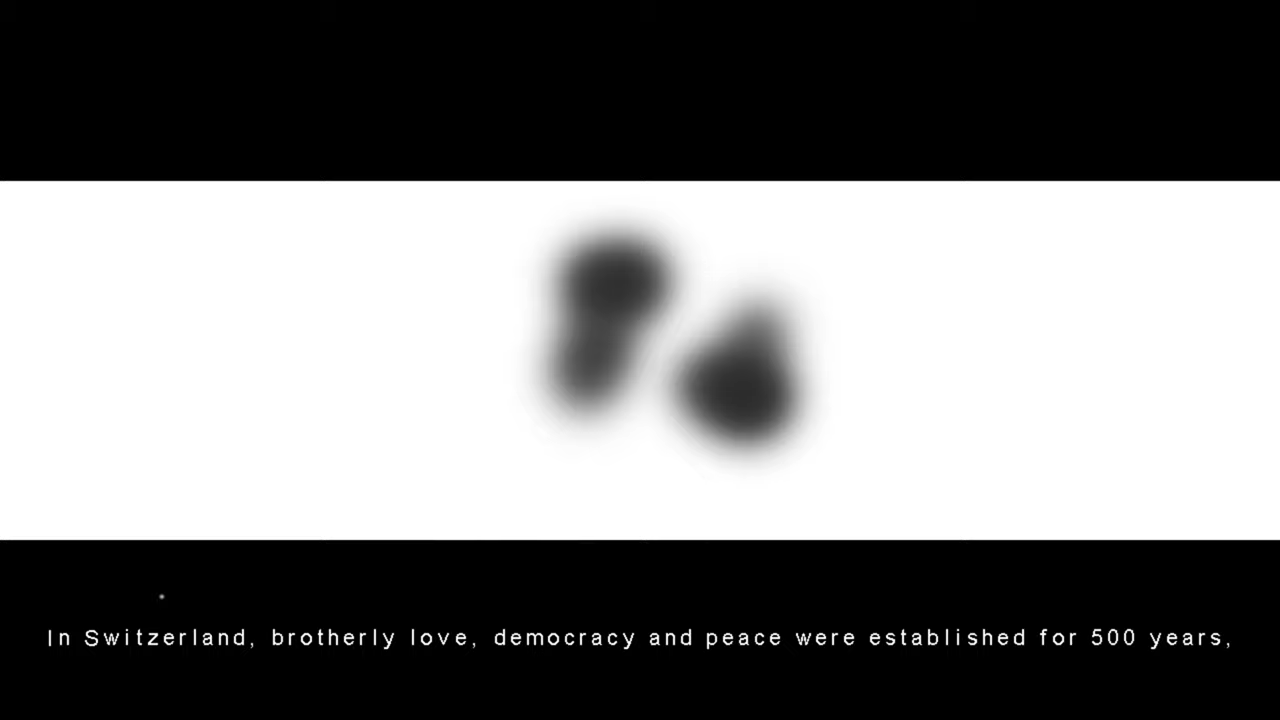 In Switzerland, brotherly love, democracy and peace were established for 500 years,